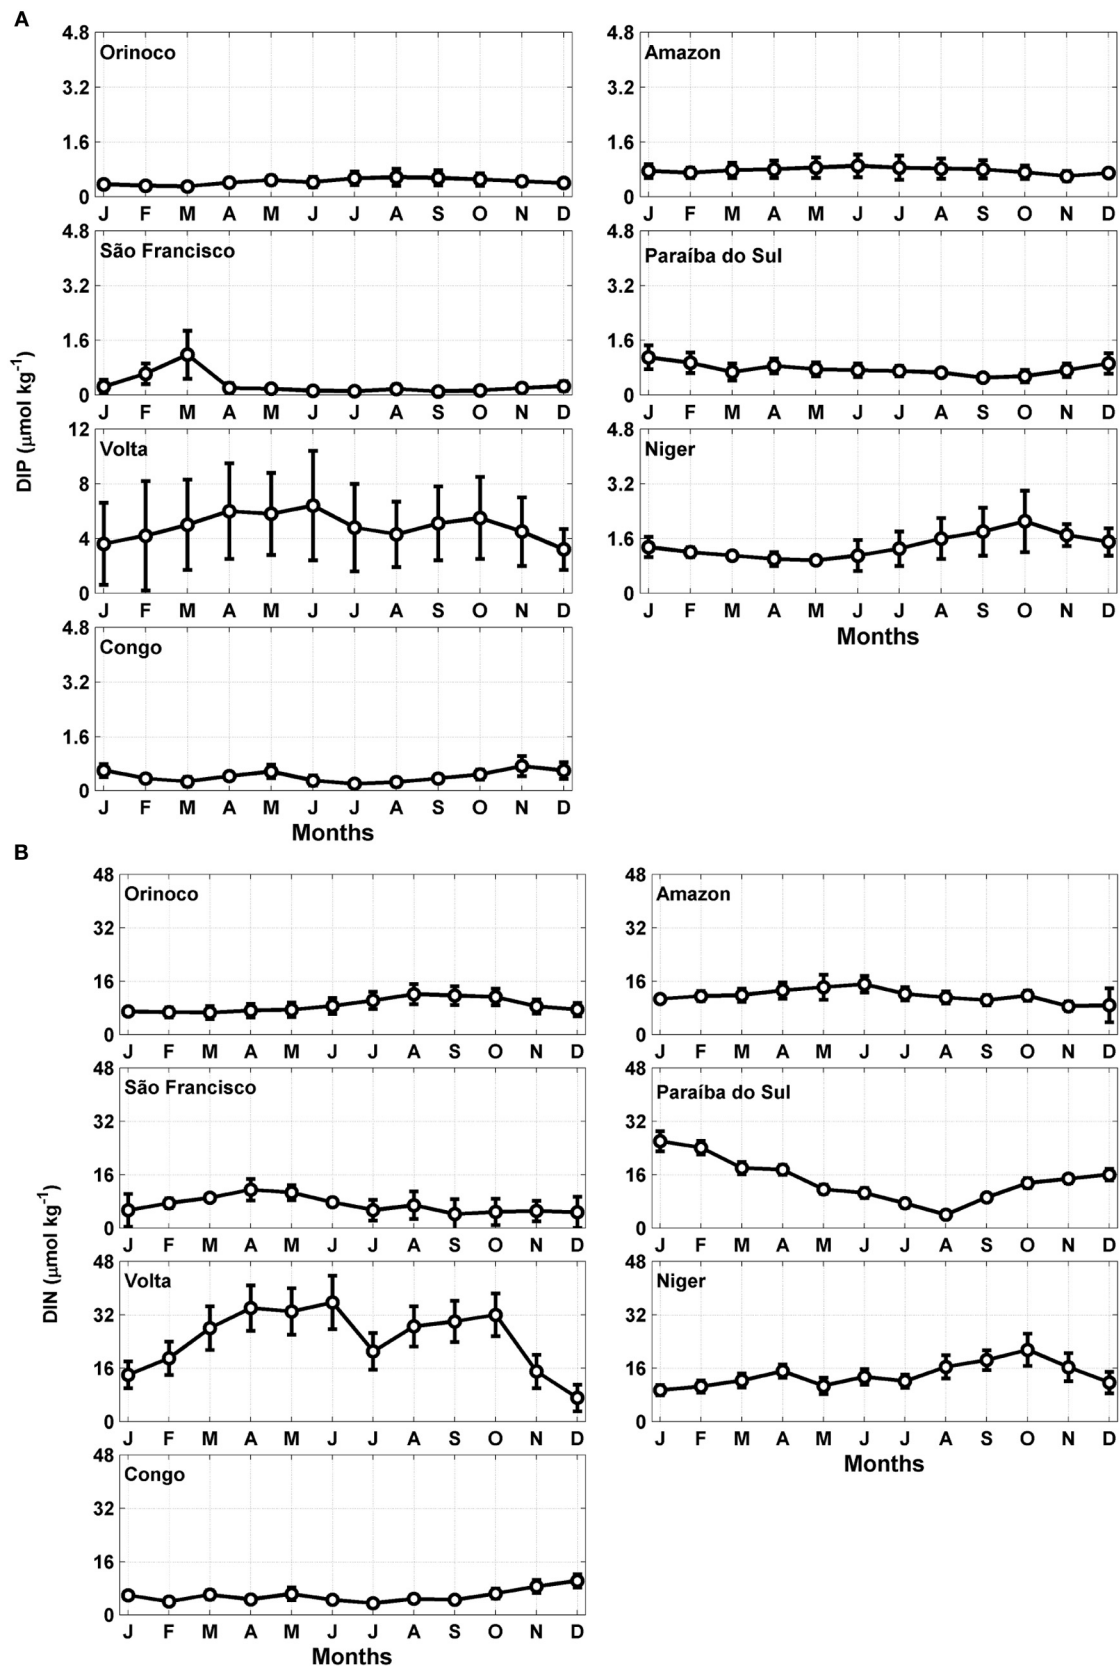 A
Orinoco
4.8
3.2
1.6
0
J F M A M J J A S O N D
Amazon
4.8
3.2
1.6
0
J F M A M J J A S O N D
São Francisco
4.8
3.2
1.6
0
J F M A M J J A S O N D
Paraíba do Sul
4.8
3.2
1.6
0
J F M A M J J A S O N D
DIP (µmol kg⁻¹)
Volta
12
8
4
0
J F M A M J J A S O N D
Niger
4.8
3.2
1.6
0
J F M A M J J A S O N D
Months
Congo
4.8
3.2
1.6
0
J F M A M J J A S O N D
Months
B
Orinoco
48
32
16
0
J F M A M J J A S O N D
Amazon
48
32
16
0
J F M A M J J A S O N D
São Francisco
48
32
16
0
J F M A M J J A S O N D
Paraíba do Sul
48
32
16
0
J F M A M J J A S O N D
DIN (µmol kg⁻¹)
Volta
48
32
16
0
J F M A M J J A S O N D
Niger
48
32
16
0
J F M A M J J A S O N D
Months
Congo
48
32
16
0
J F M A M J J A S O N D
Months